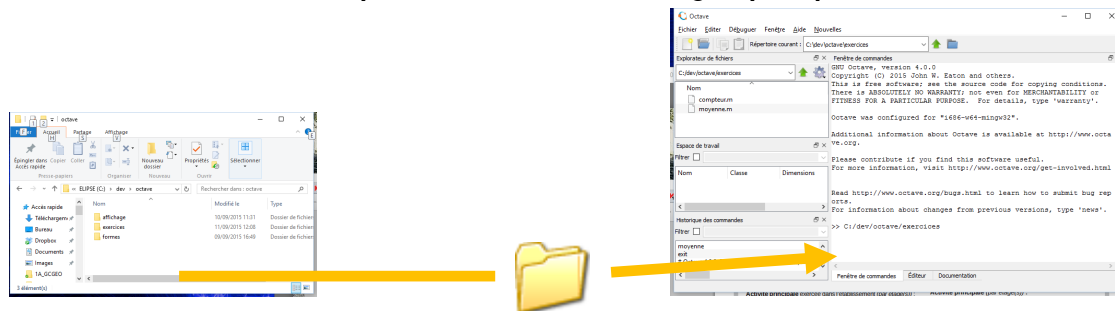 octave
Fichier Accueil Partage Affichage
Épingler dans Accès rapide
Copier
Coller
Nouveau dossier
Propriétés
Sélectionner
Presse-papiers
Organiser
Nouveau
Ouvrir
ELIPSE (C:) > dev > octave
Rechercher dans : octave
Nom Modifié le Type
Accès rapide
Bureau
Dropbox
Documents
Images
1A_GCGEO
affichage 10/09/2015 11:31 Dossier de fichier
exercices 11/09/2015 12:08 Dossier de fichier
formes 09/09/2015 16:49 Dossier de fichier
3 élément(s)
Octave
Fichier Editer Débuguer Fenêtre Aide Nouvelles
Répertoire courant : C:\dev\octave\exercices
Explorateur de fichiers
C:/dev/octave/exercices
Nom
compteur.m
moyenne.m
Espace de travail
Filtrer
Nom Classe Dimensions
Historique des commandes
Filtrer
moyenne
exit
Fenêtre de commandes
GNU Octave, version 4.0.0
Copyright (C) 2015 John W. Eaton and others.
This is free software; see the source code for copying conditions.
There is ABSOLUTELY NO WARRANTY; not even for MERCHANTABILITY or
FITNESS FOR A PARTICULAR PURPOSE. For details, type 'warranty'.
Octave was configured for "i686-w64-mingw32".
Additional information about Octave is available at http://www.octa
ve.org.
Please contribute if you find this software useful.
For more information, visit http://www.octave.org/get-involved.html
Read http://www.octave.org/bugs.html to learn how to submit bug rep
orts.
For information about changes from previous versions, type 'news'.
>> C:/dev/octave/exercices
Fenêtre de commandes Éditeur Documentation